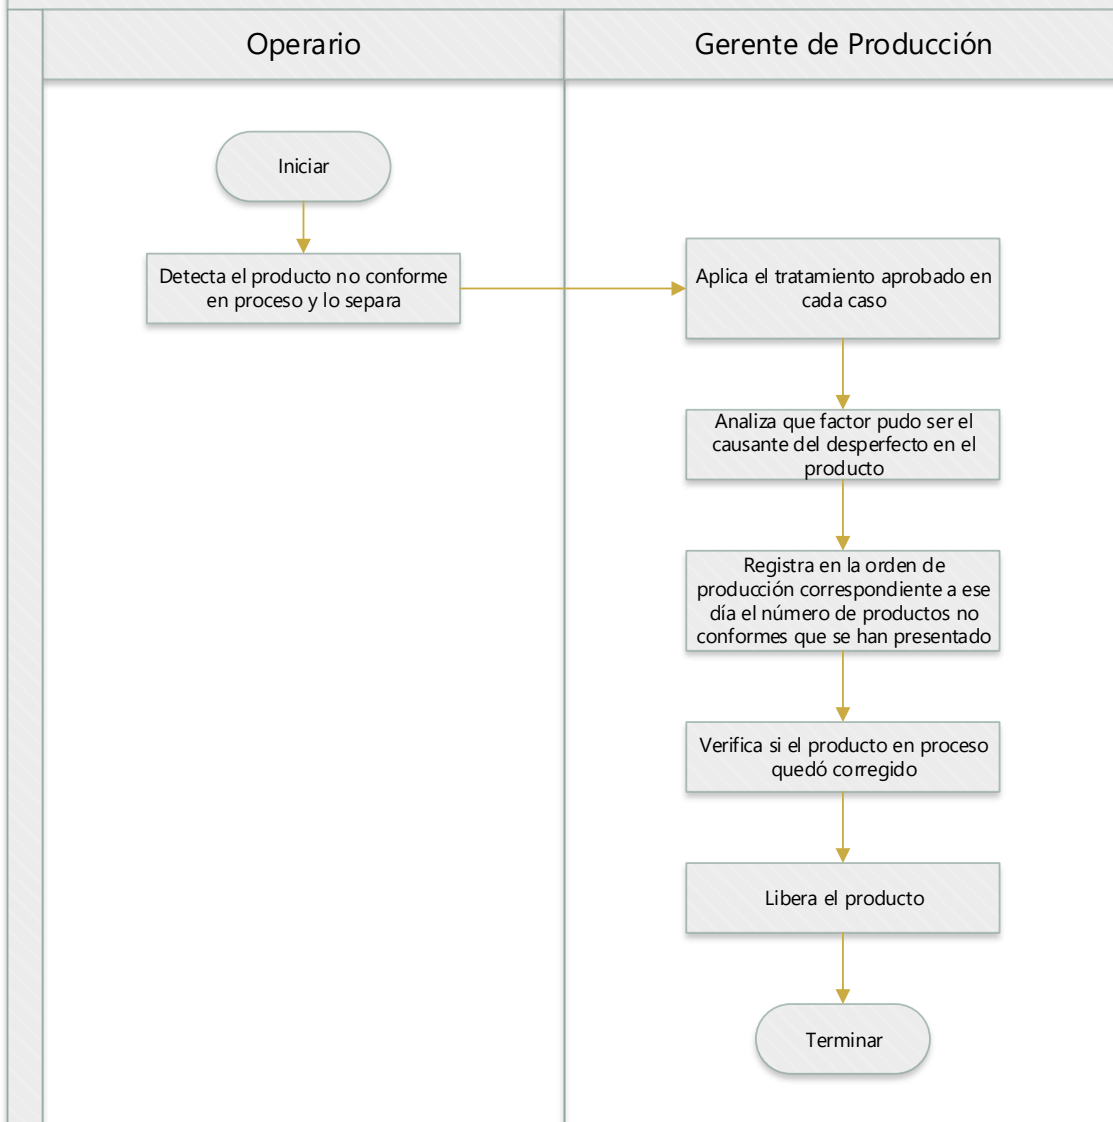 Operario
Gerente de Producción
Iniciar
Detecta el producto no conforme
en proceso y lo separa
Aplica el tratamiento aprobado en
cada caso
Analiza que factor pudo ser el
causante del desperfecto en el
producto
Registra en la orden de
producción correspondiente a ese
día el número de productos no
conformes que se han presentado
Verifica si el producto en proceso
quedó corregido
Libera el producto
Terminar